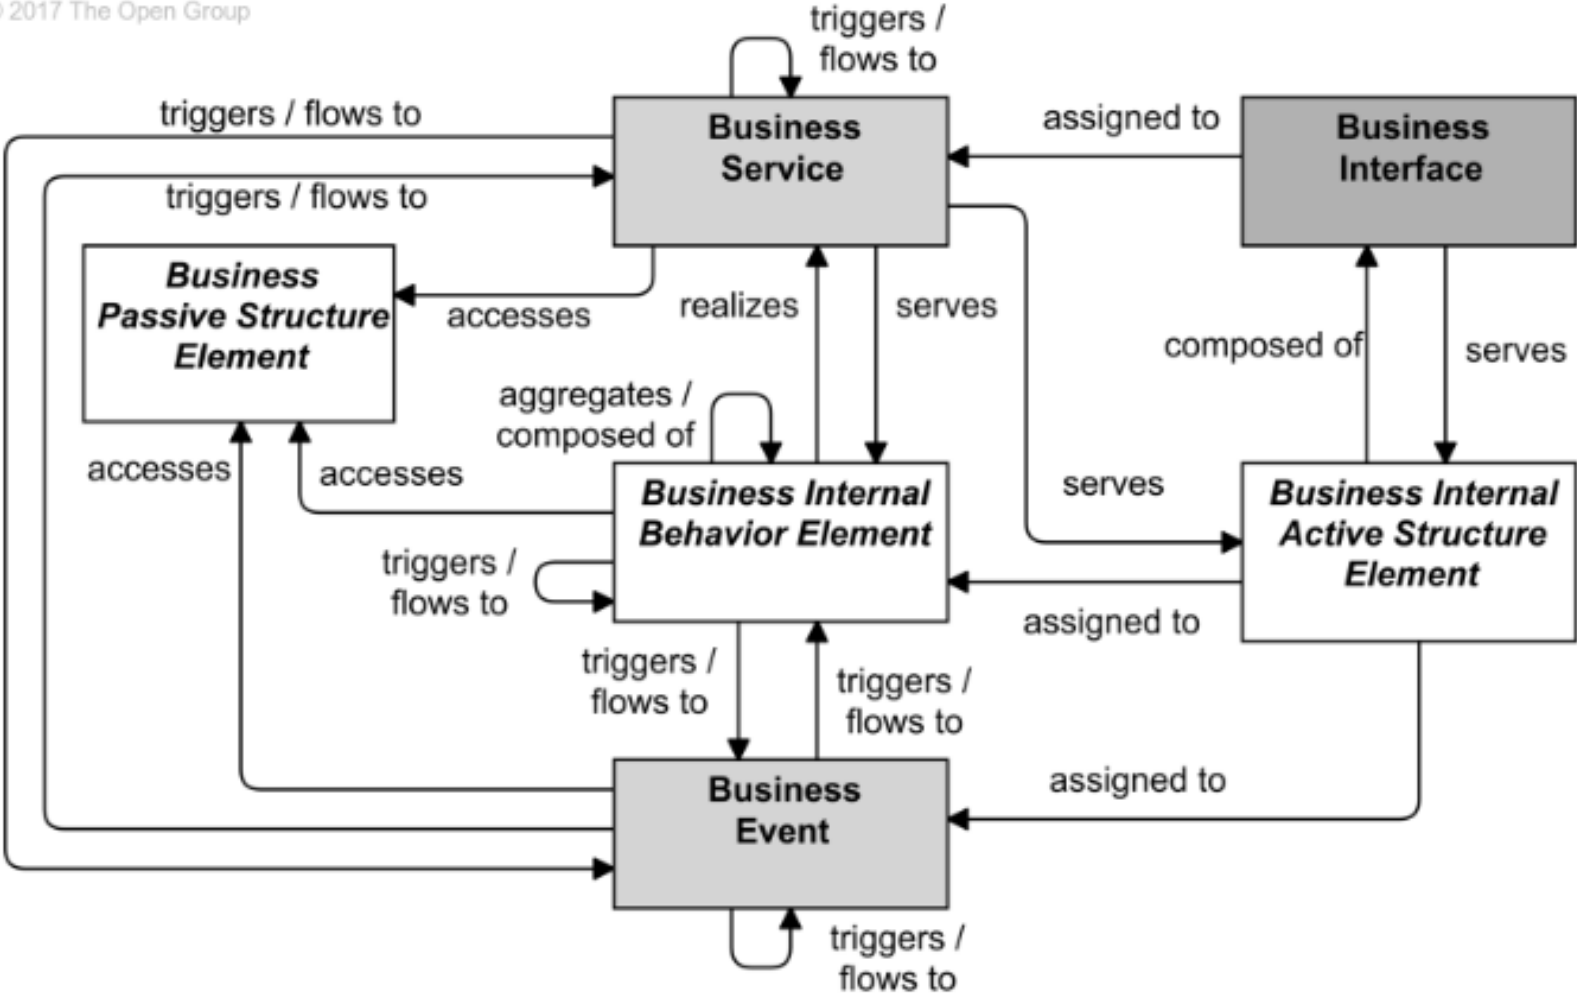 © 2017 The Open Group
triggers /
flows to
triggers / flows to
Business
Service
assigned to
Business
Interface
triggers / flows to
Business
Passive Structure
Element
accesses
realizes
serves
composed of
serves
aggregates /
composed of
accesses
accesses
Business Internal
Behavior Element
serves
Business Internal
Active Structure
Element
triggers /
flows to
assigned to
triggers /
flows to
triggers /
flows to
Business
Event
assigned to
triggers /
flows to